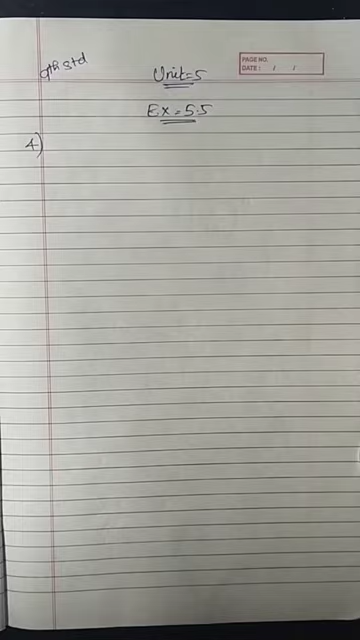 9th std
Unit=5
PAGE NO.
DATE: / /
Ex = 5.5
4)